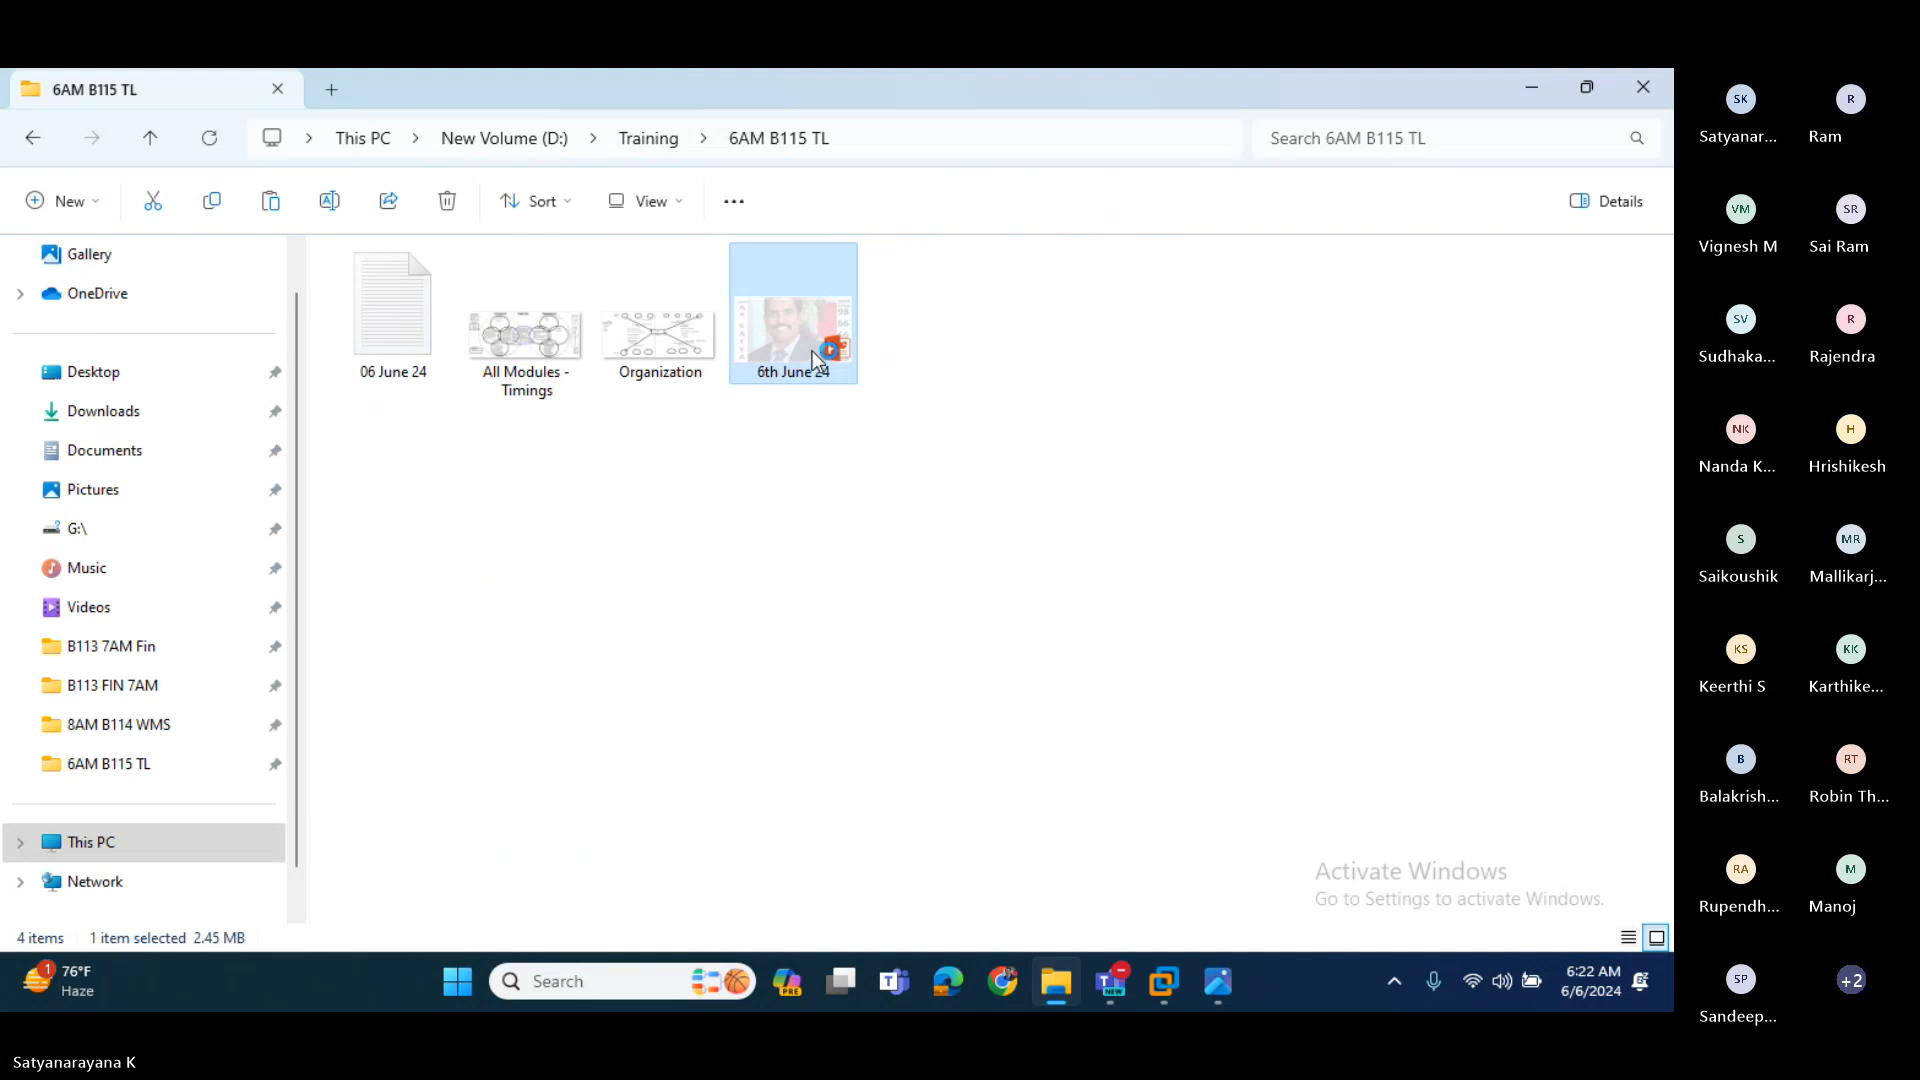 6AM B115 TL
This PC
New Volume (D:)
Training
6AM B115 TL
Search 6AM B115 TL
New
Sort
View
Details
Gallery
OneDrive
Desktop
Downloads
Documents
Pictures
G:\
Music
Videos
B113 7AM Fin
B113 FIN 7AM
8AM B114 WMS
6AM B115 TL
This PC
Network
06 June 24
All Modules -
Timings
Organization
6th June 24
4 items
1 item selected 2.45 MB
Activate Windows
Go to Settings to activate Windows.
1
76°F
Haze
Search
PRE
NEW
6:22 AM
6/6/2024
SK
Satyanar...
R
Ram
VM
Vignesh M
SR
Sai Ram
SV
Sudhaka...
R
Rajendra
NK
Nanda K...
H
Hrishikesh
S
Saikoushik
MR
Mallikarj...
KS
Keerthi S
KK
Karthike...
B
Balakrish...
RT
Robin Th...
RA
Rupendh...
M
Manoj
SP
Sandeep...
+2
Satyanarayana K